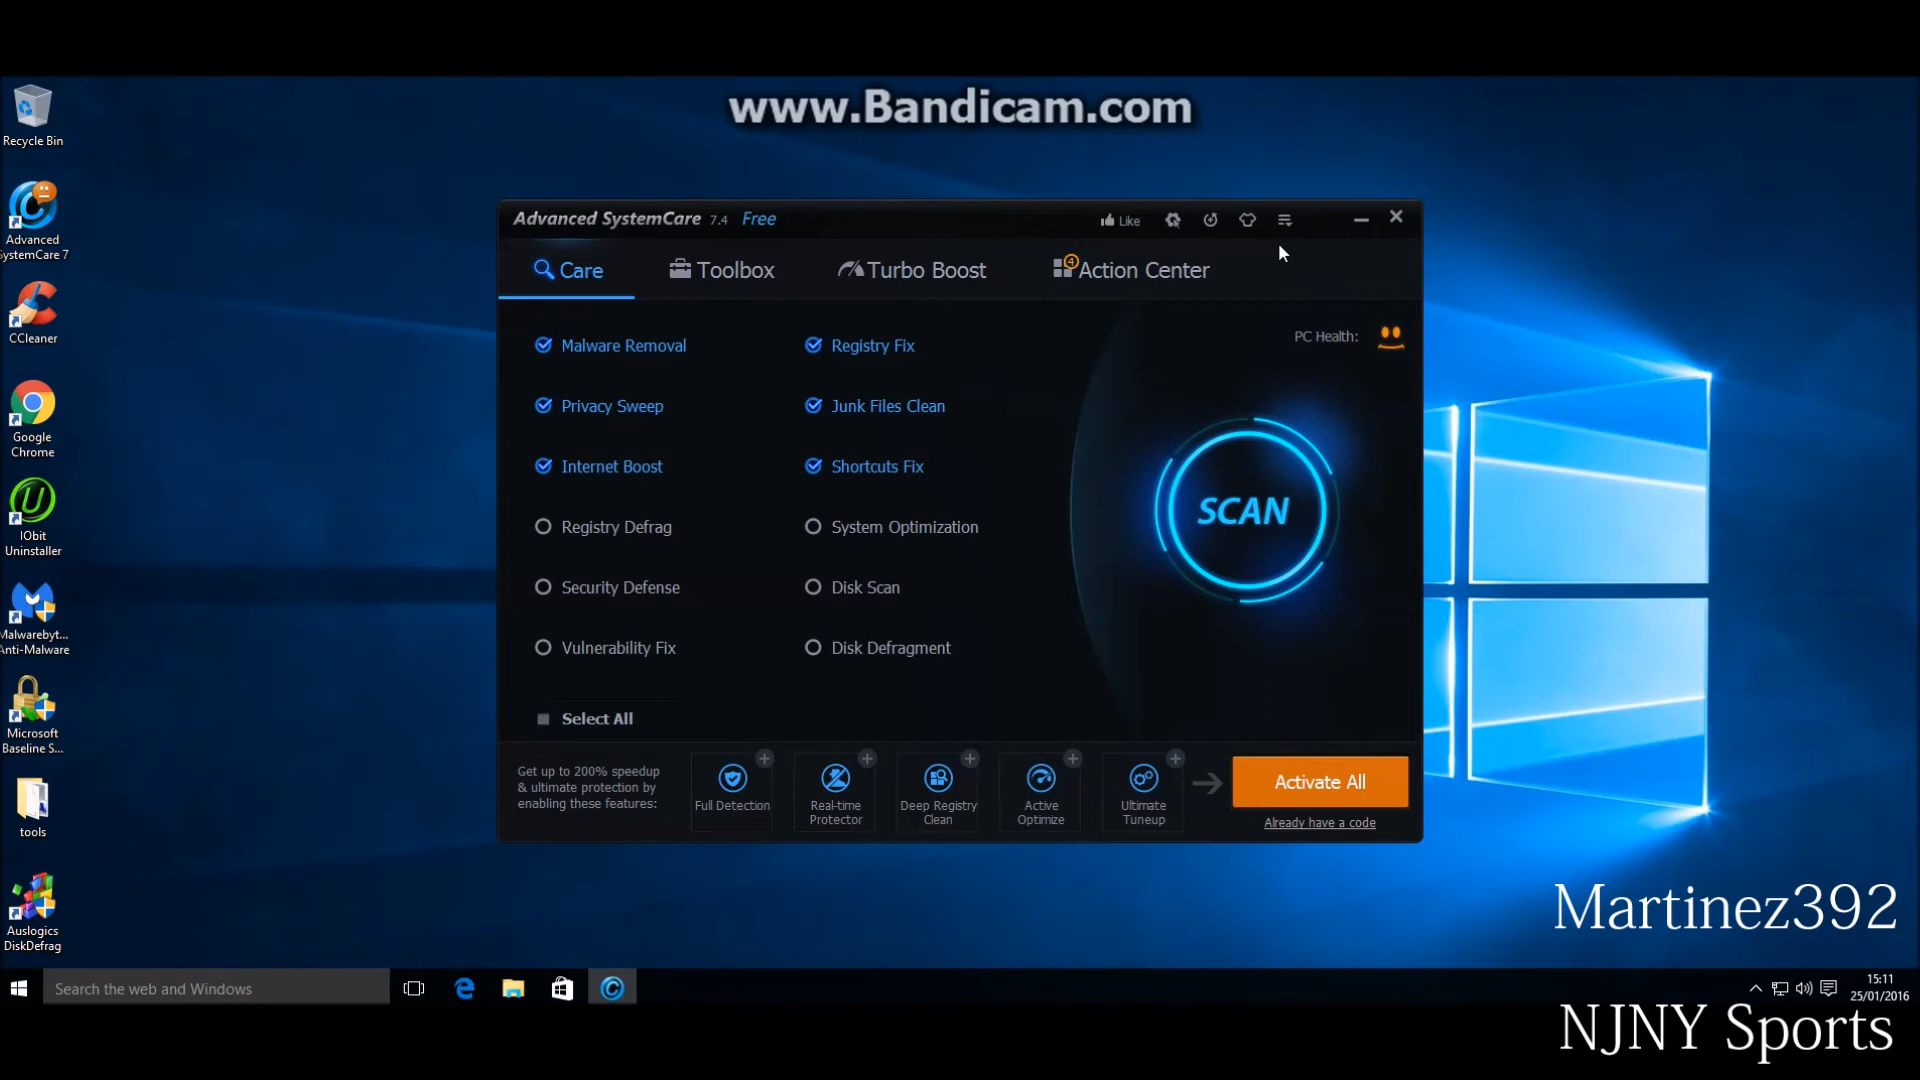 www.Bandicam.com
Recycle Bin
Advanced
SystemCare 7
CCleaner
Google
Chrome
IObit
Uninstaller
Malwarebyt...
Anti-Malware
Microsoft
Baseline S...
tools
Auslogics
DiskDefrag
Advanced SystemCare 7.4 Free
Like
Care
Toolbox
Turbo Boost
4
Action Center
Malware Removal
Registry Fix
PC Health:
Privacy Sweep
Junk Files Clean
Internet Boost
Shortcuts Fix
SCAN
Registry Defrag
System Optimization
Security Defense
Disk Scan
Vulnerability Fix
Disk Defragment
Select All
Get up to 200% speedup
& ultimate protection by
enabling these features:
Full Detection
Real-time
Protector
Deep Registry
Clean
Active
Optimize
Ultimate
Tuneup
Activate All
Already have a code
Martinez392
Search the web and Windows
15:11
25/01/2016
NJNY Sports